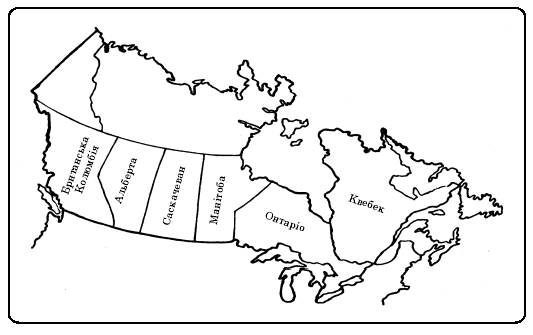 Британська
Колюмбія
Альберта
Саскачеван
Манітоба
Онтаріо
Квебек